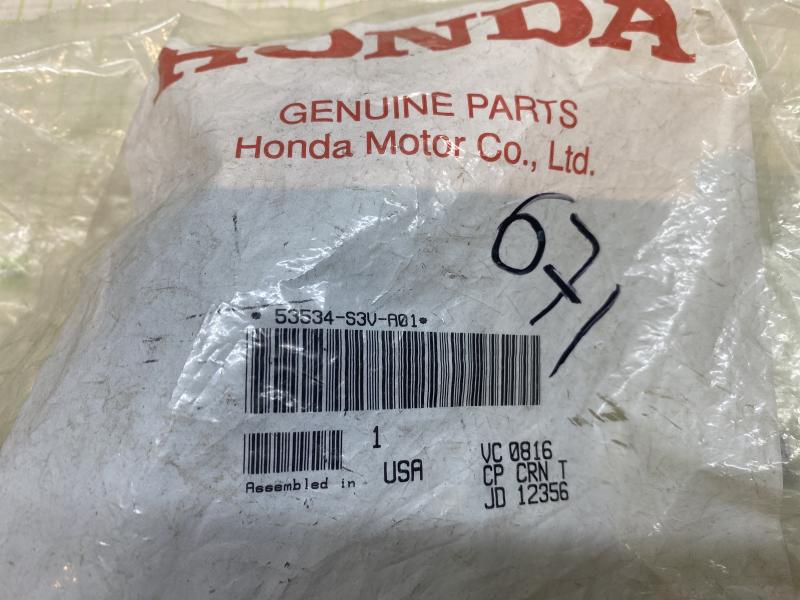 HONDA
GENUINE PARTS
Honda Motor Co., Ltd.
671
* 53534-S3V-A01*
1
Assembled in USA
VC 0816
CP CRN T
JD 12356